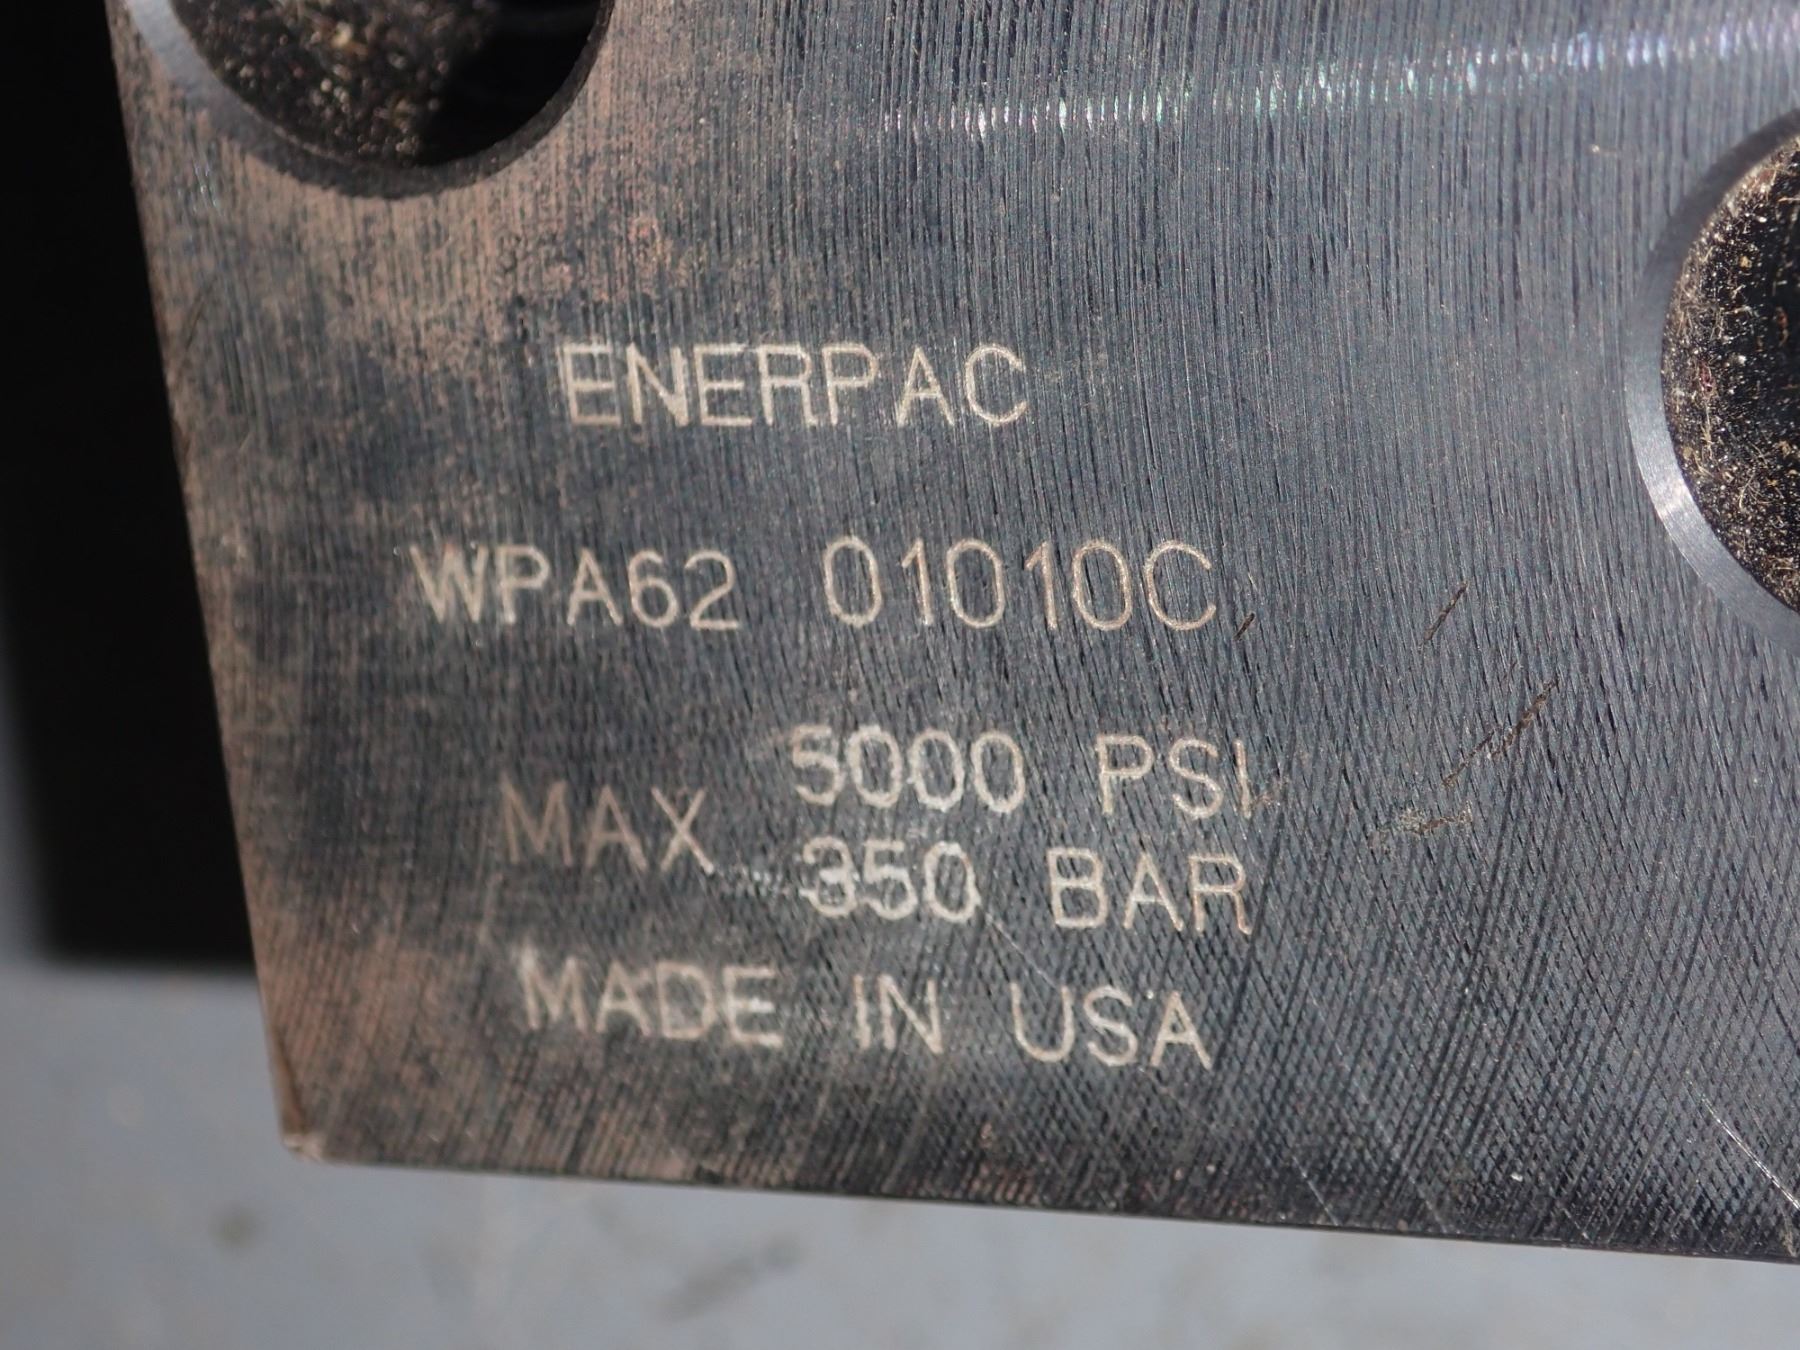 ENERPAC
WPA62 01010C
MAX 5000 PSI
350 BAR
MADE IN USA